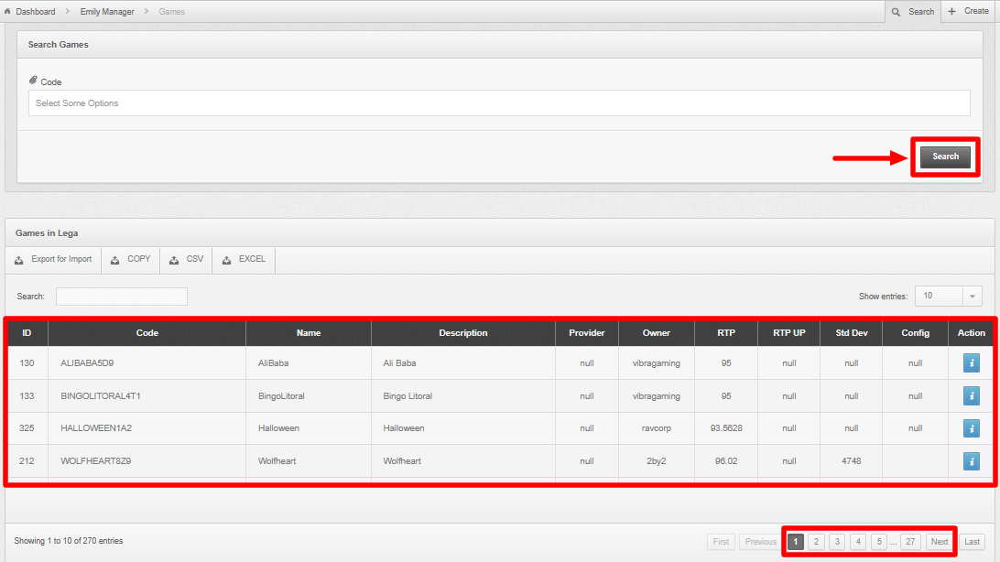 Dashboard > Emily Manager > Games Search + Create
Search Games
Code
Select Some Options
Search
Games in Lega
Export for Import COPY CSV EXCEL
Search: Show entries: 10
ID Code Name Description Provider Owner RTP RTP UP Std Dev Config Action
130 ALIBABA5D9 AliBaba Ali Baba null vibragaming 95 null null null i
133 BINGOLITORAL4T1 BingoLitoral Bingo Litoral null vibragaming 95 null null null i
325 HALLOWEEN1A2 Halloween Halloween null ravcorp 93.5628 null null null i
212 WOLFHEART8Z9 Wolfheart Wolfheart null 2by2 96.02 null 4748 i
Showing 1 to 10 of 270 entries First Previous 1 2 3 4 5 ... 27 Next Last